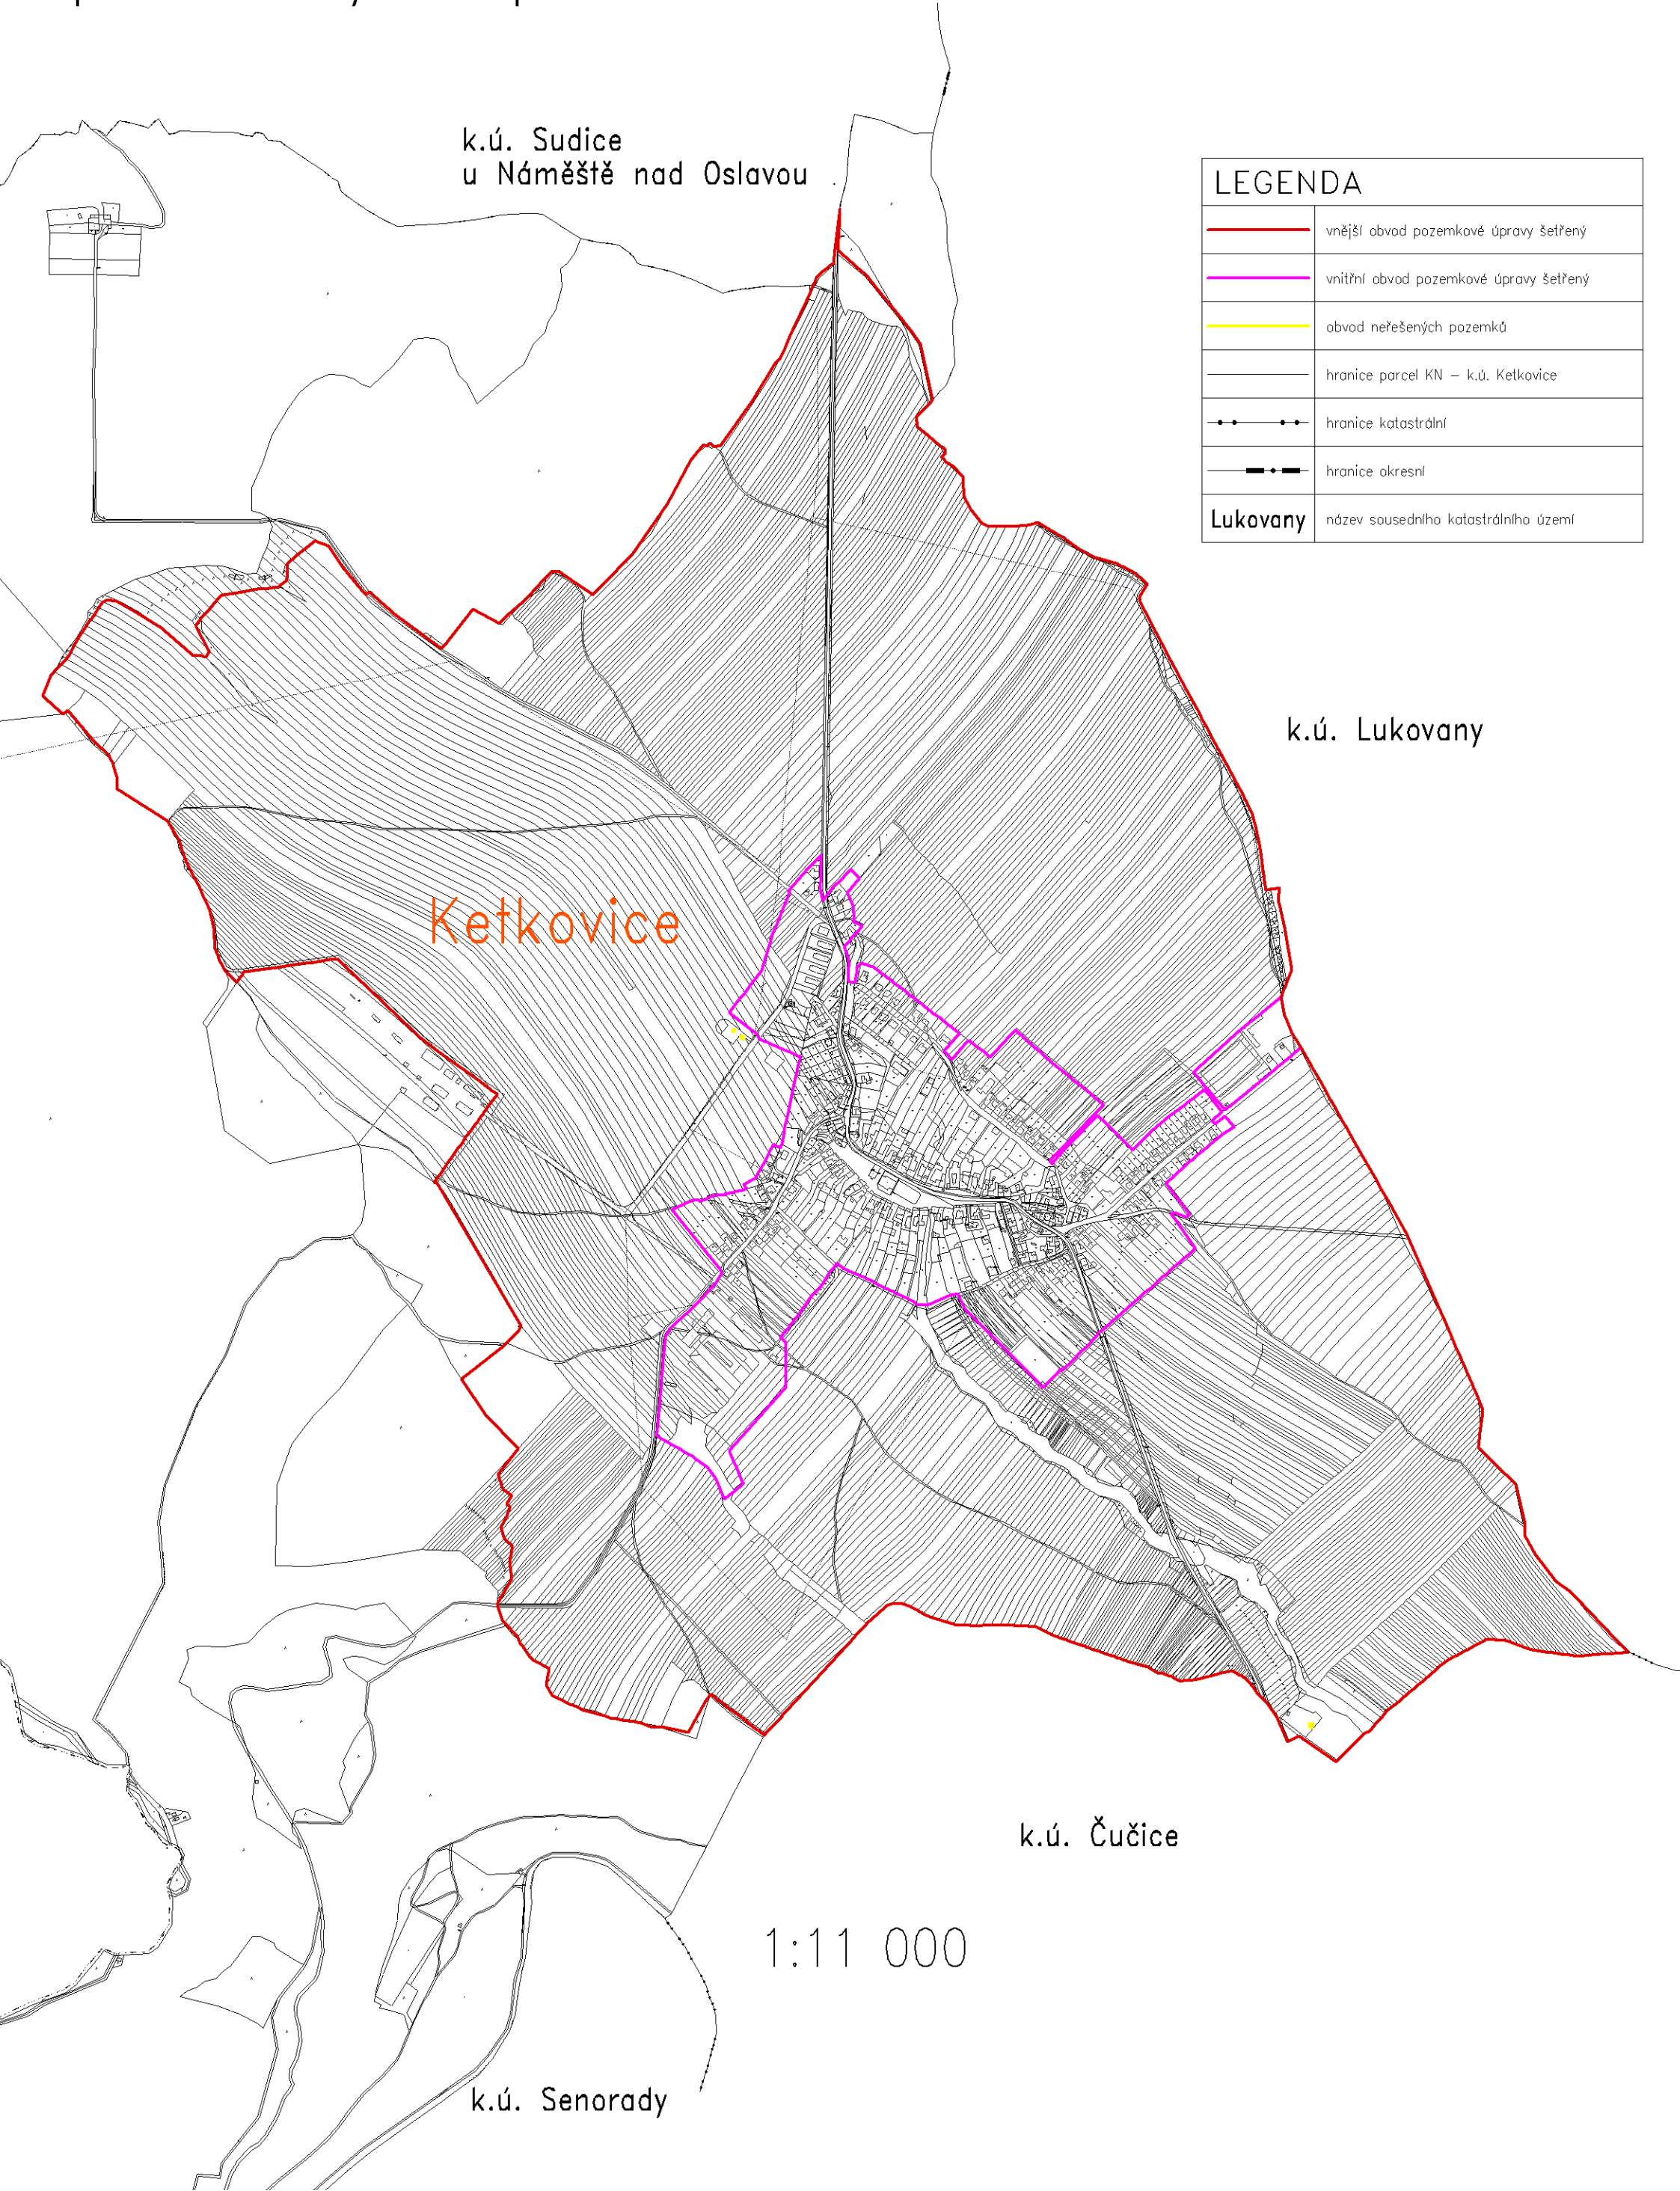 k.ú. Sudice
u Náměště nad Oslavou
LEGENDA
vnější obvod pozemkové úpravy šetřený
vnitřní obvod pozemkové úpravy šetřený
obvod neřešených pozemků
hranice parcel KN – k.ú. Ketkovice
hranice katastrální
hranice okresní
Lukovany název sousedního katastrálního území
k.ú. Lukovany
Ketkovice
k.ú. Čučice
1:11 000
k.ú. Senorady